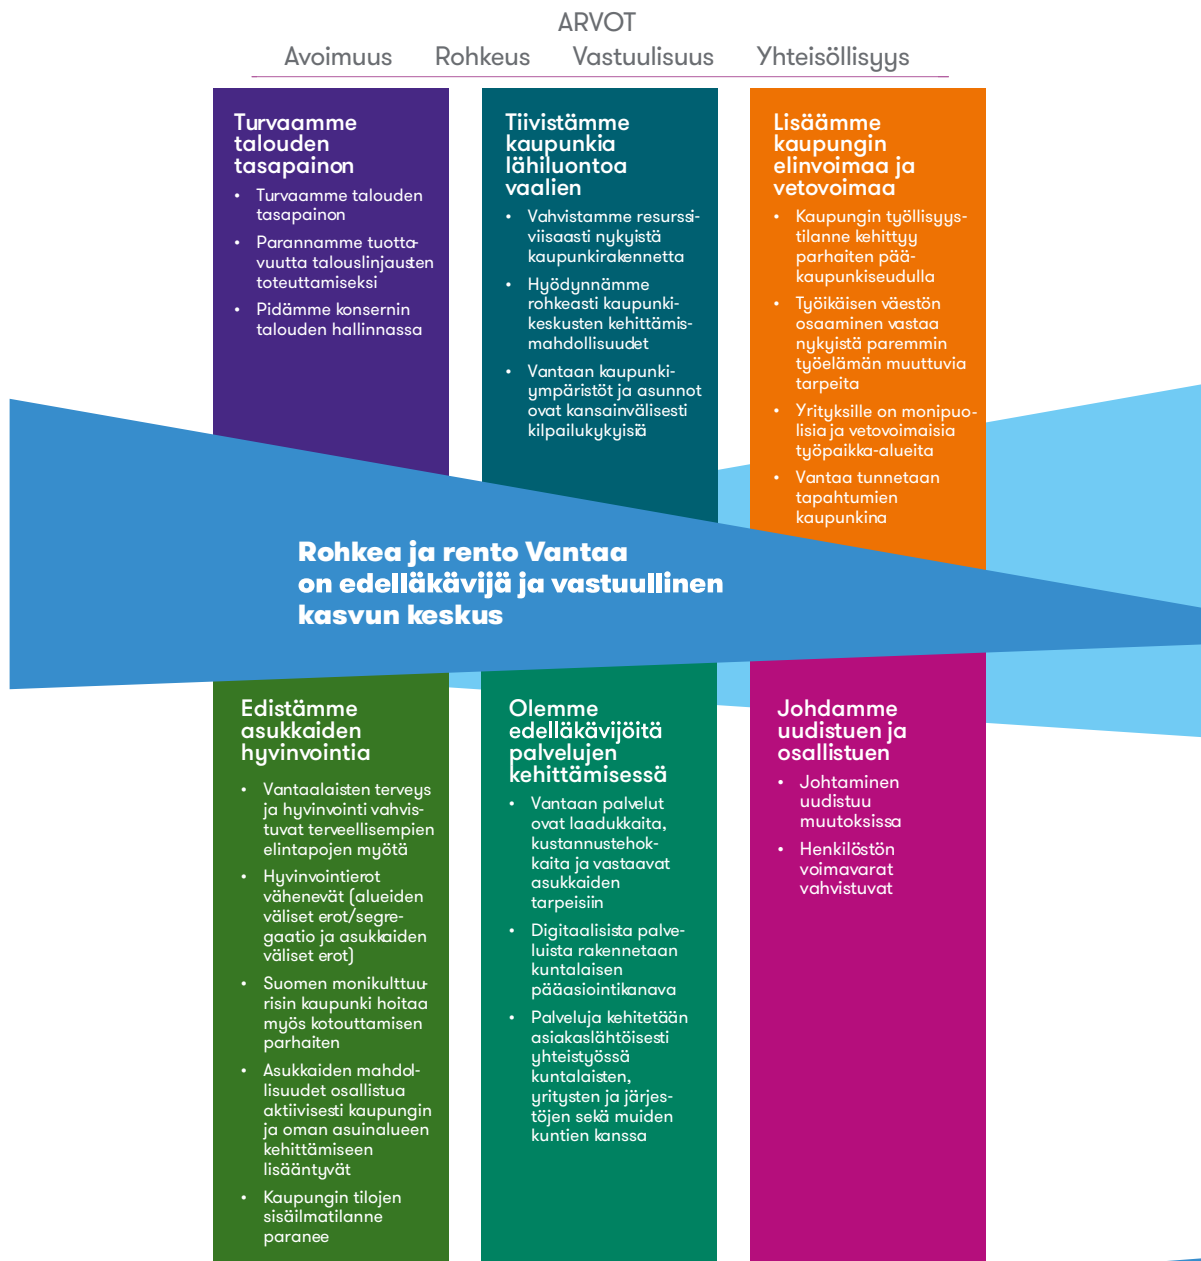 ARVOT
Avoimuus Rohkeus Vastuulisuus Yhteisöllisyys
Turvaamme
talouden
tasapainon
• Turvaamme talouden
tasapainon
• Parannamme tuotta-
vuutta talouslinjausten
toteuttamiseksi
• Pidämme konsernin
talouden hallinnassa
Tiivistämme
kaupunkia
lähiluontoa
vaalien
• Vahvistamme resurssi-
viisaasti nykyistä
kaupunkirakennetta
• Hyödynnämme
rohkeasti kaupunki-
keskusten kehittämis-
mahdollisuudet
• Vantaan kaupunki-
ympäristöt ja asunnot
ovat kansainvälisesti
kilpailukykyisiä
Lisäämme
kaupungin
elinvoimaa ja
vetovoimaa
• Kaupungin työllisyys-
tilanne kehittyy
parhaiten pää-
kaupunkiseudulla
• Työikäisen väestön
osaaminen vastaa
nykyistä paremmin
työelämän muuttuvia
tarpeita
• Yrityksille on monipuo-
lisia ja vetovoimaisia
työpaikka-alueita
• Vantaa tunnetaan
tapahtumien
kaupunkina
Rohkea ja rento Vantaa
on edelläkävijä ja vastuullinen
kasvun keskus
Edistämme
asukkaiden
hyvinvointia
• Vantaalaisten terveys
ja hyvinvointi vahvis-
tuvat terveellisempien
elintapojen myötä
• Hyvinvointierot
vähenevät (alueiden
väliset erot/segre-
gaatio ja asukkaiden
väliset erot)
• Suomen monikulttuu-
risin kaupunki hoitaa
myös kotouttamisen
parhaiten
• Asukkaiden mahdol-
lisuudet osallistua
aktiivisesti kaupungin
ja oman asuinalueen
kehittämiseen
lisääntyvät
• Kaupungin tilojen
sisäilmatilanne
paranee
Olemme
edelläkävijöitä
palvelujen
kehittämisessä
• Vantaan palvelut
ovat laadukkaita,
kustannustehok-
kaita ja vastaavat
asukkaiden
tarpeisiin
• Digitaalisista palve-
luista rakennetaan
kuntalaisen
pääasiointikanava
• Palveluja kehitetään
asiakaslähtöisesti
yhteistyössä
kuntalaisten,
yritysten ja järjes-
töjen sekä muiden
kuntien kanssa
Johdamme
uudistuen ja
osallistuen
• Johtaminen
uudistuu
muutoksissa
• Henkilöstön
voimavarat
vahvistuvat